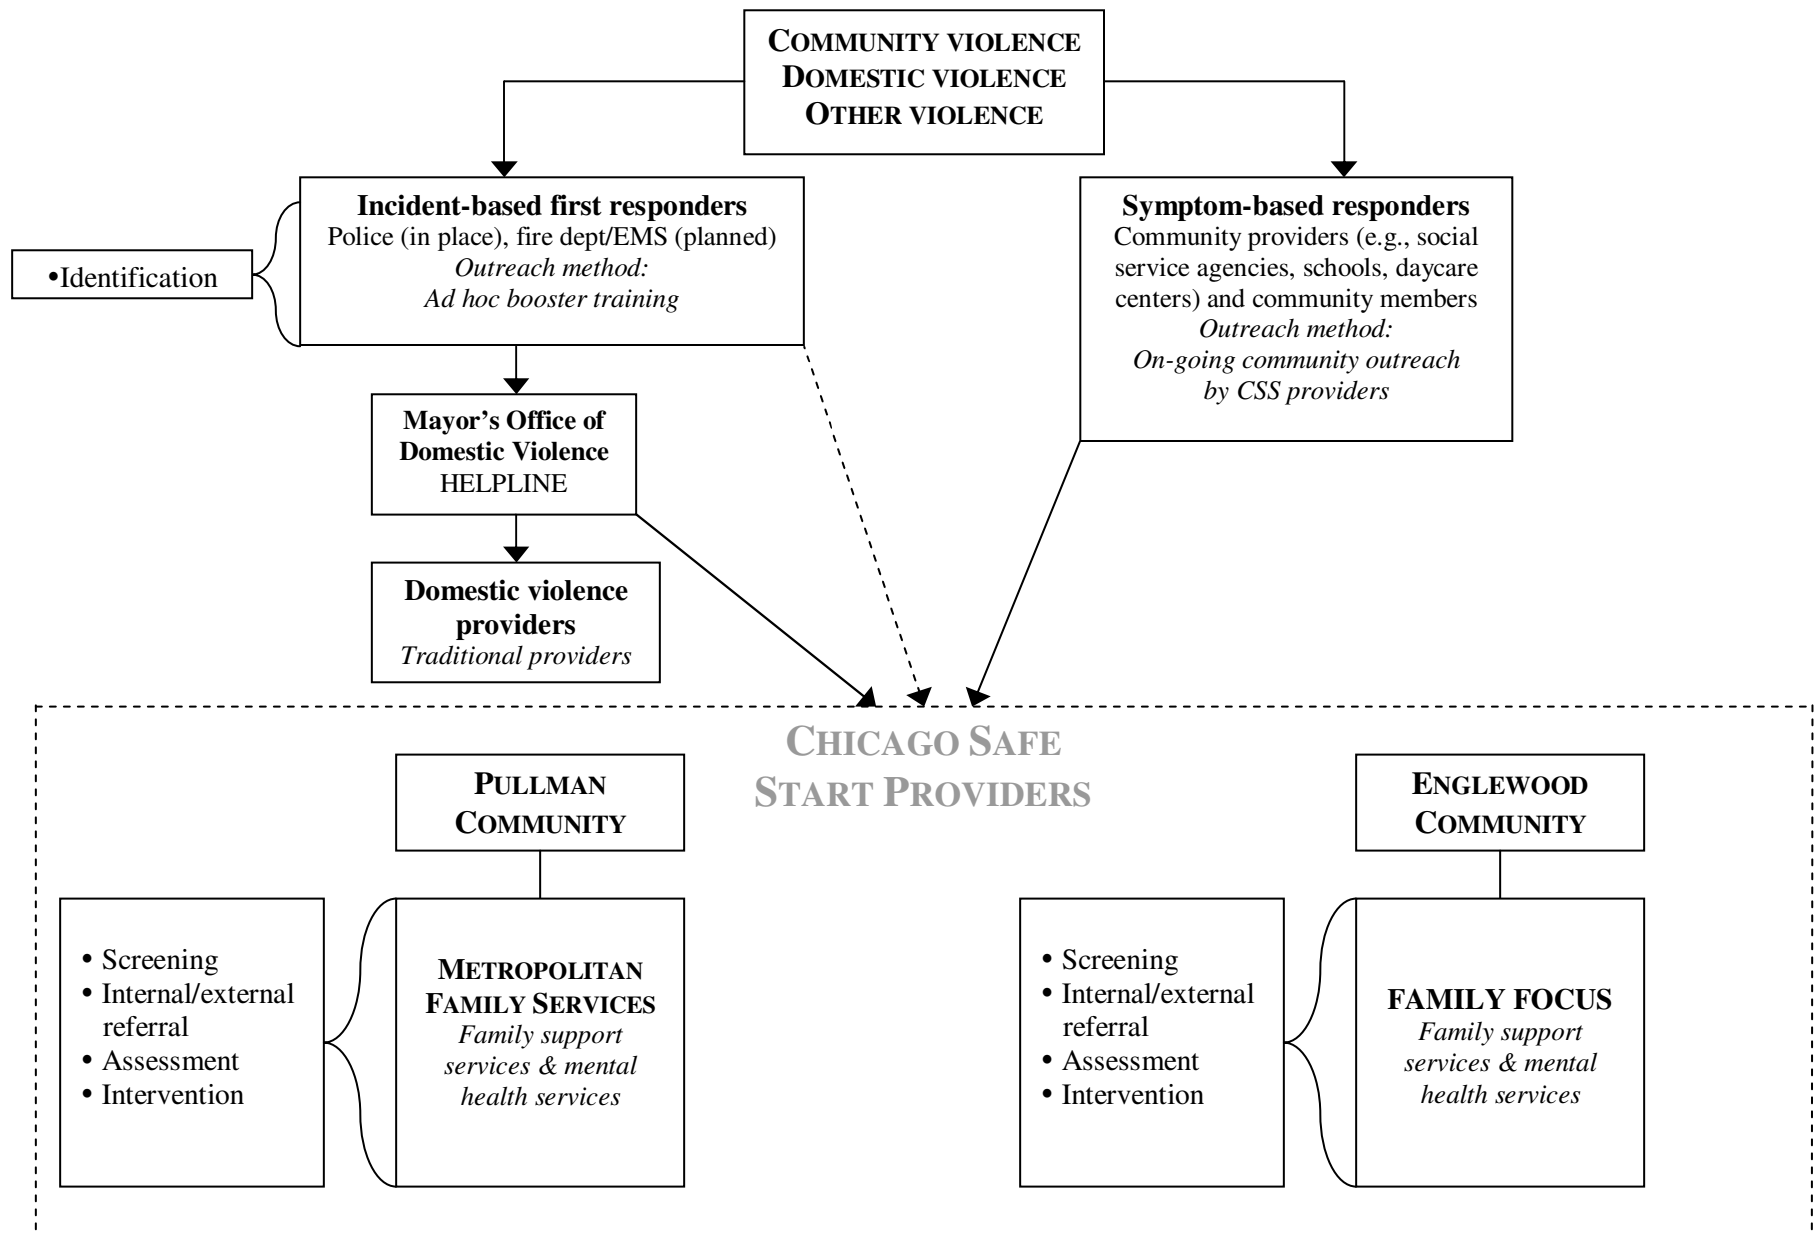 COMMUNITY VIOLENCE
DOMESTIC VIOLENCE
OTHER VIOLENCE
Incident-based first responders
Police (in place), fire dept/EMS (planned)
Outreach method:
Ad hoc booster training
•Identification
Symptom-based responders
Community providers (e.g., social
service agencies, schools, daycare
centers) and community members
Outreach method:
On-going community outreach
by CSS providers
Mayor’s Office of
Domestic Violence
HELPLINE
Domestic violence
providers
Traditional providers
CHICAGO SAFE
START PROVIDERS
PULLMAN
COMMUNITY
• Screening
• Internal/external
referral
• Assessment
• Intervention
METROPOLITAN
FAMILY SERVICES
Family support
services & mental
health services
ENGLEWOOD
COMMUNITY
• Screening
• Internal/external
referral
• Assessment
• Intervention
FAMILY FOCUS
Family support
services & mental
health services